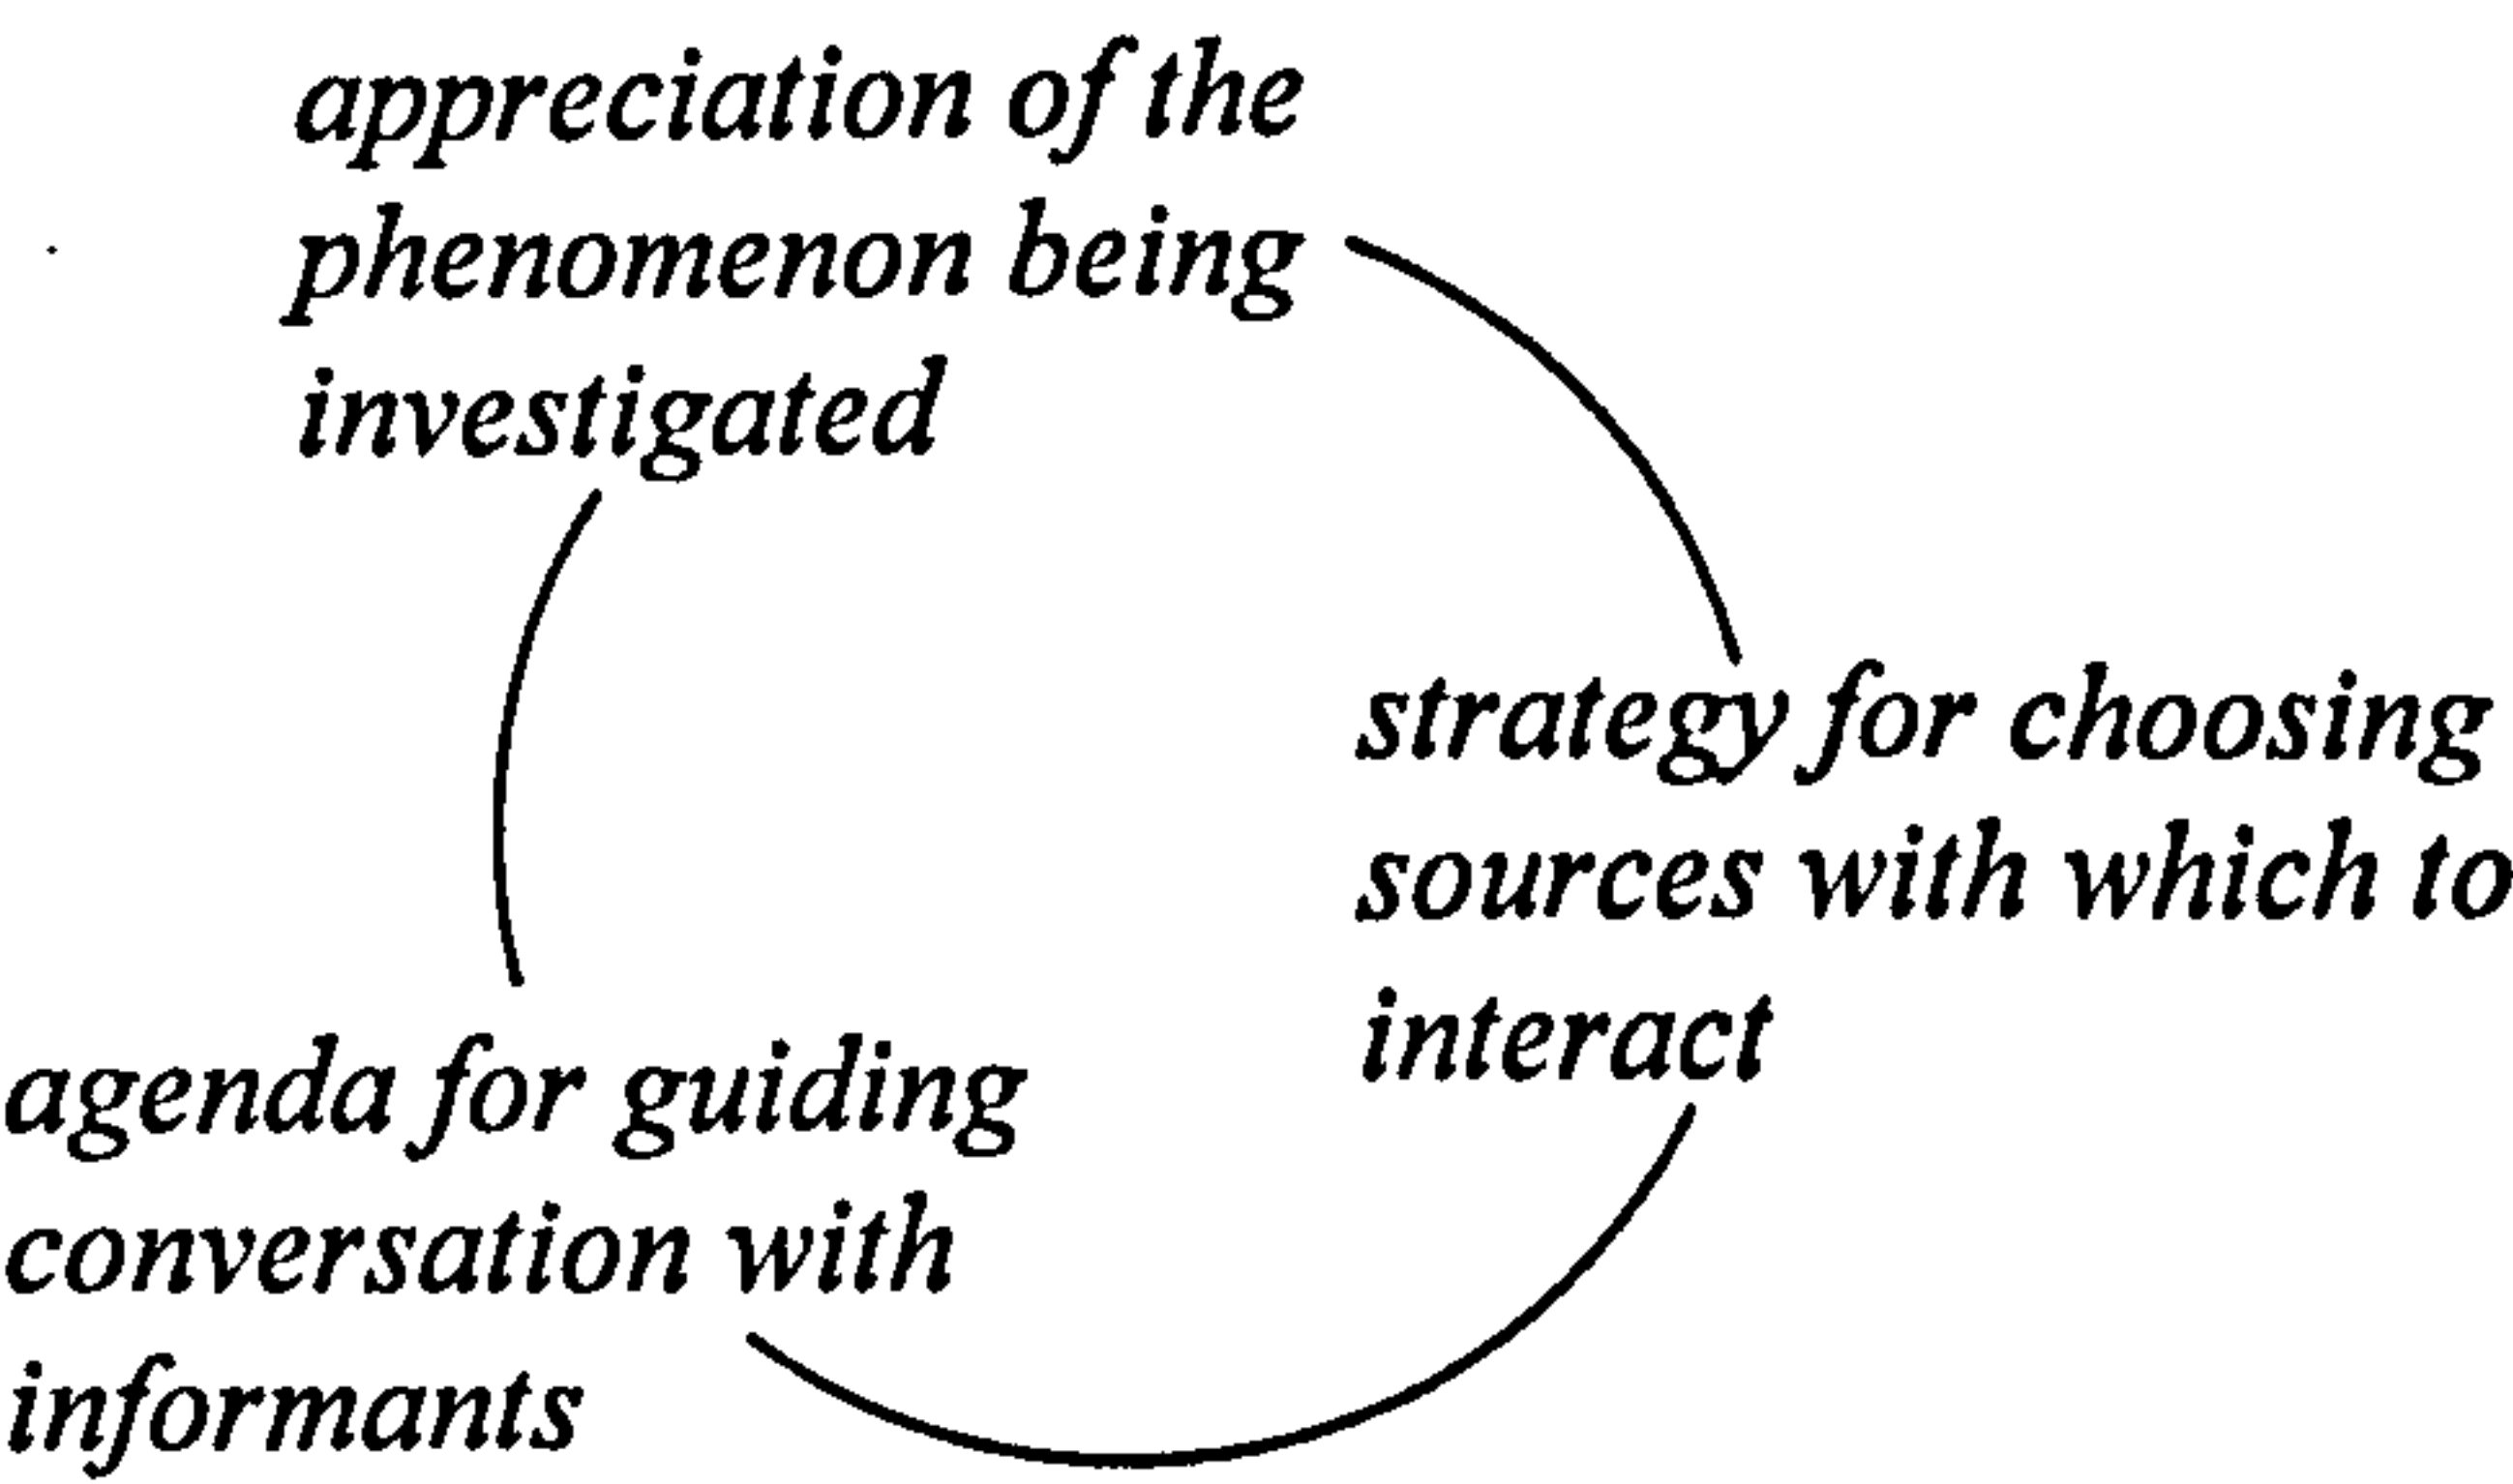 appreciation of the
phenomenon being
investigated
strategy for choosing
sources with which to
interact
agenda for guiding
conversation with
informants